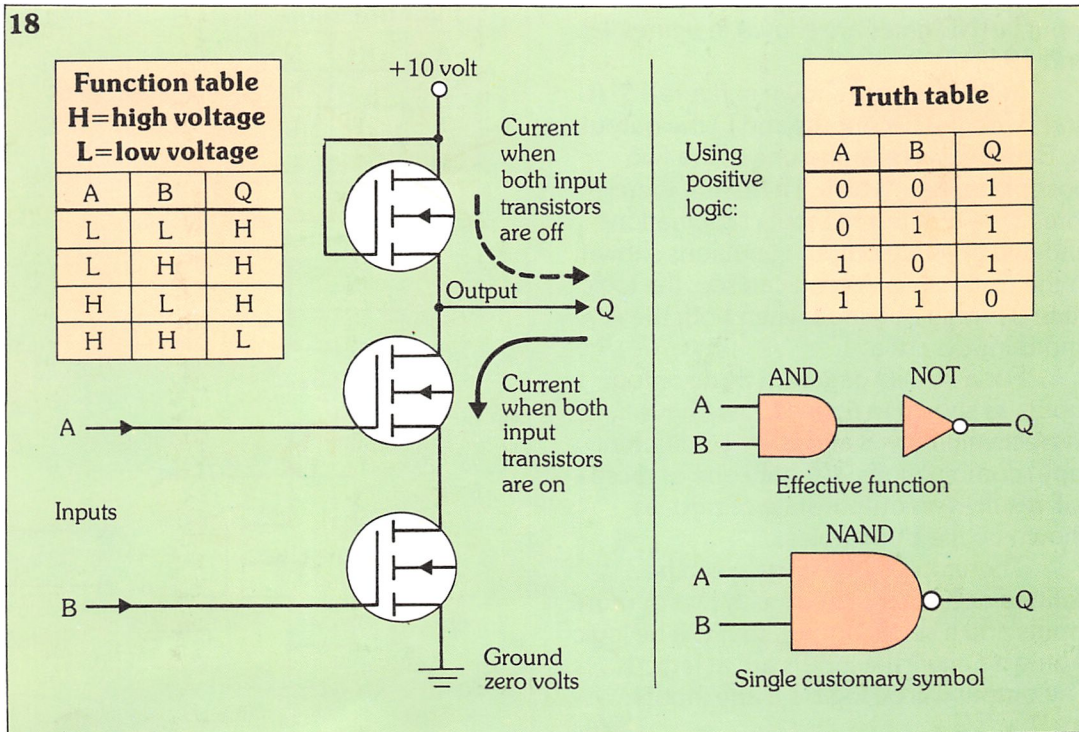 18
Function table
H=high voltage
L=low voltage
A B Q
L L H
L H H
H L H
H H L
+10 volt
Current
when
both input
transistors
are off
Output
Q
Current
when both
input
transistors
are on
A
Inputs
B
Ground
zero volts
Using
positive
logic:
Truth table
A B Q
0 0 1
0 1 1
1 0 1
1 1 0
AND NOT
A
B
Q
Effective function
NAND
A
B
Q
Single customary symbol